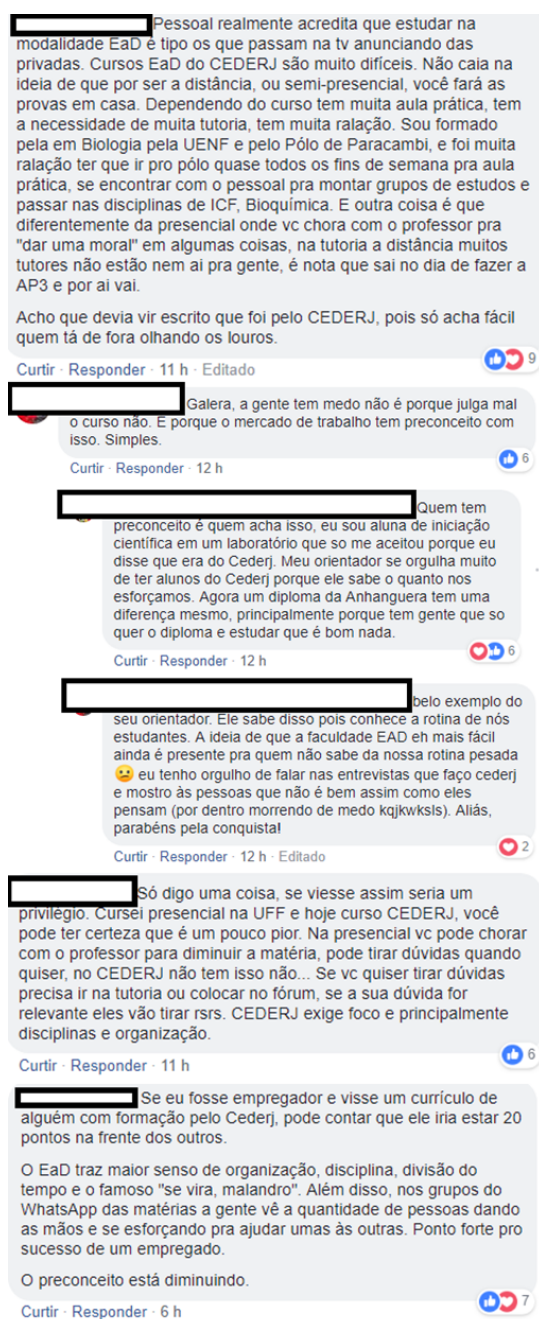 Pessoal realmente acredita que estudar na
modalidade EaD é tipo os que passam na tv anunciando das
privadas. Cursos EaD do CEDERJ são muito difíceis. Não caia na
ideia de que por ser a distância, ou semi-presencial, você fará as
provas em casa. Dependendo do curso tem muita aula prática, tem
a necessidade de muita tutoria, tem muita ralação. Sou formado
pela em Biologia pela UENF e pelo Pólo de Paracambi, e foi muita
ralação ter que ir pro pólo quase todos os fins de semana pra aula
prática, se encontrar com o pessoal pra montar grupos de estudos e
passar nas disciplinas de ICF, Bioquímica. E outra coisa é que
diferentemente da presencial onde vc chora com o professor pra
"dar uma moral" em algumas coisas, na tutoria a distância muitos
tutores não estão nem ai pra gente, é nota que sai no dia de fazer a
AP3 e por ai vai.
Acho que devia vir escrito que foi pelo CEDERJ, pois só acha fácil
quem tá de fora olhando os louros.
9
Curtir · Responder · 11 h · Editado
Galera, a gente tem medo não é porque julga mal
o curso não. É porque o mercado de trabalho tem preconceito com
isso. Simples.
6
Curtir · Responder · 12 h
Quem tem
preconceito é quem acha isso, eu sou aluna de iniciação
científica em um laboratório que so me aceitou porque eu
disse que era do Cederj. Meu orientador se orgulha muito
de ter alunos do Cederj porque ele sabe o quanto nos
esforçamos. Agora um diploma da Anhanguera tem uma
diferença mesmo, principalmente porque tem gente que so
quer o diploma e estudar que é bom nada.
6
Curtir · Responder · 12 h
belo exemplo do
seu orientador. Ele sabe disso pois conhece a rotina de nós
estudantes. A ideia de que a faculdade EAD eh mais fácil
ainda é presente pra quem não sabe da nossa rotina pesada
😕 eu tenho orgulho de falar nas entrevistas que faço cederj
e mostro às pessoas que não é bem assim como eles
pensam (por dentro morrendo de medo kqjkwksls). Aliás,
parabéns pela conquista!
2
Curtir · Responder · 12 h · Editado
Só digo uma coisa, se viesse assim seria um
privilégio. Cursei presencial na UFF e hoje curso CEDERJ, você
pode ter certeza que é um pouco pior. Na presencial vc pode chorar
com o professor para diminuir a matéria, pode tirar dúvidas quando
quiser, no CEDERJ não tem isso não... Se vc quiser tirar dúvidas
precisa ir na tutoria ou colocar no fórum, se a sua dúvida for
relevante eles vão tirar rsrs. CEDERJ exige foco e principalmente
disciplinas e organização.
6
Curtir · Responder · 11 h
Se eu fosse empregador e visse um currículo de
alguém com formação pelo Cederj, pode contar que ele iria estar 20
pontos na frente dos outros.
O EaD traz maior senso de organização, disciplina, divisão do
tempo e o famoso "se vira, malandro". Além disso, nos grupos do
WhatsApp das matérias a gente vê a quantidade de pessoas dando
as mãos e se esforçando pra ajudar umas às outras. Ponto forte pro
sucesso de um empregado.
O preconceito está diminuindo.
7
Curtir · Responder · 6 h